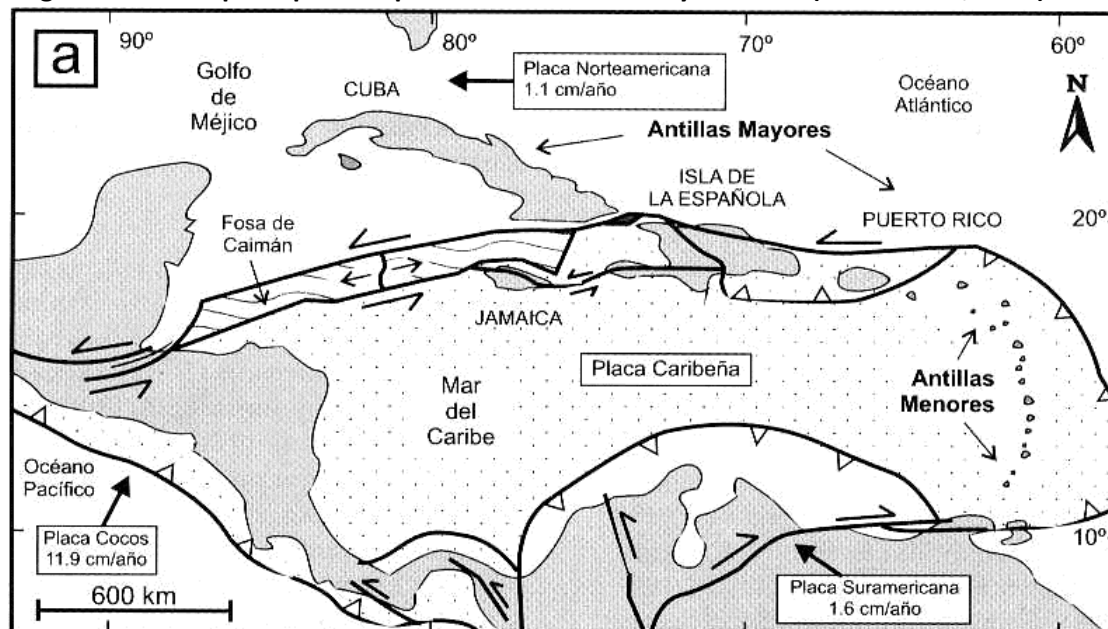 a
90º
80º
70º
60º
Golfo
de
Méjico
CUBA
Placa Norteamericana
1.1 cm/año
Océano
Atlántico
N
Antillas Mayores
ISLA DE
LA ESPAÑOLA
PUERTO RICO
20º
Fosa de
Caimán
JAMAICA
Placa Caribeña
Mar
del
Caribe
Antillas
Menores
Océano
Pacífico
Placa Cocos
11.9 cm/año
10º
Placa Suramericana
1.6 cm/año
600 km